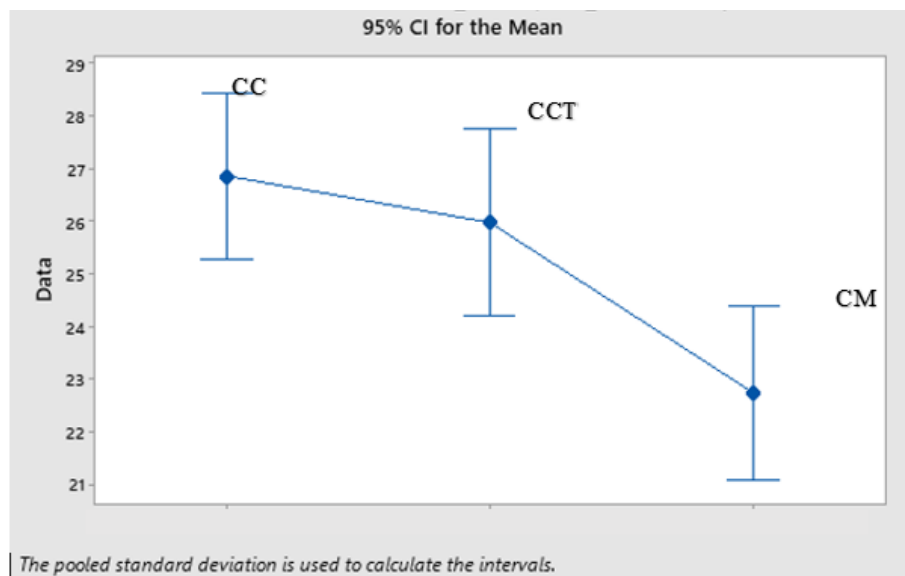 95% CI for the Mean
29
CC
28
CCT
27
26
25
Data
24
CM
23
22
21
The pooled standard deviation is used to calculate the intervals.